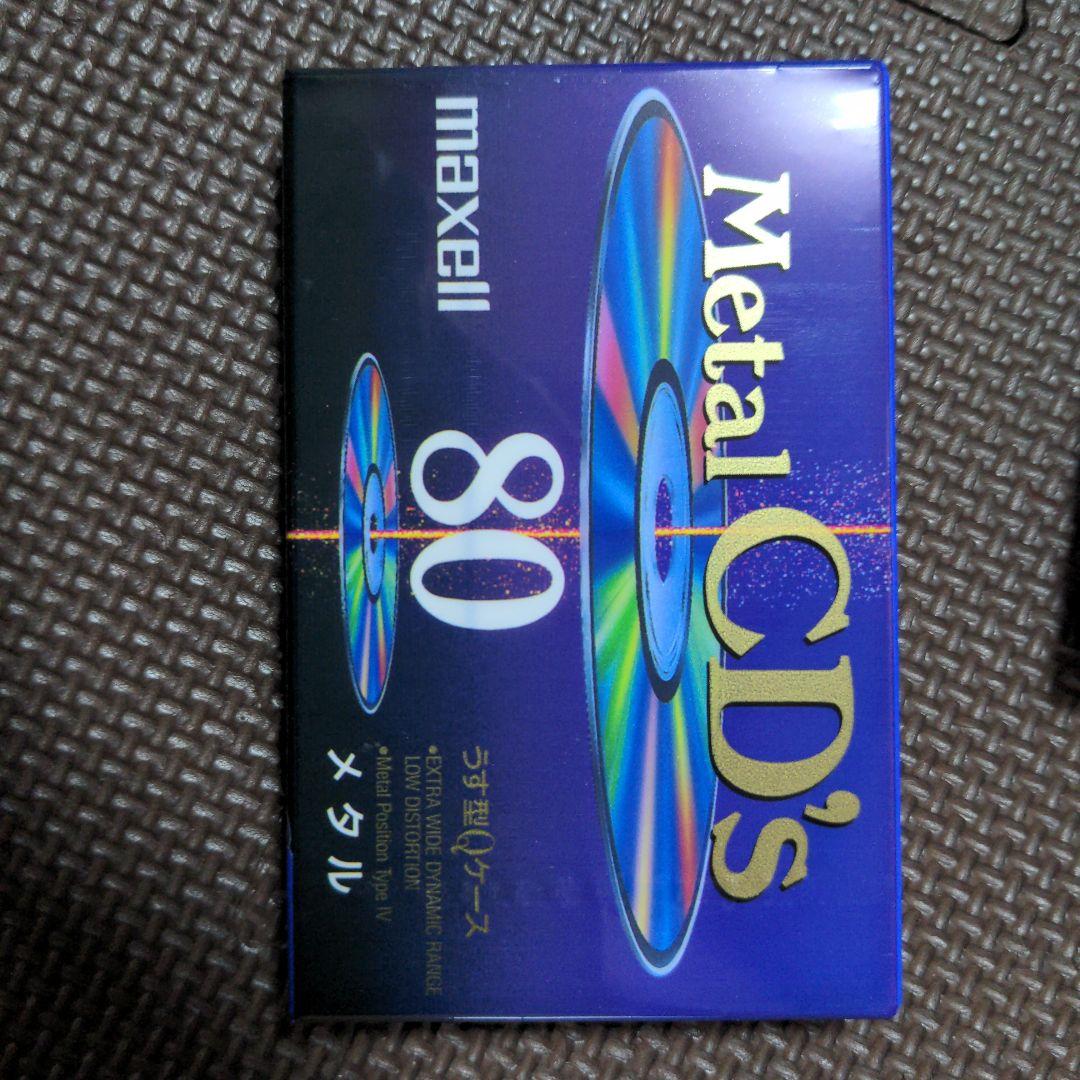 Metal CD's
maxell
80
うす型Qケース
•EXTRA WIDE DYNAMIC RANGE
LOW DISTORTION
•Metal Position Type IV
メタル